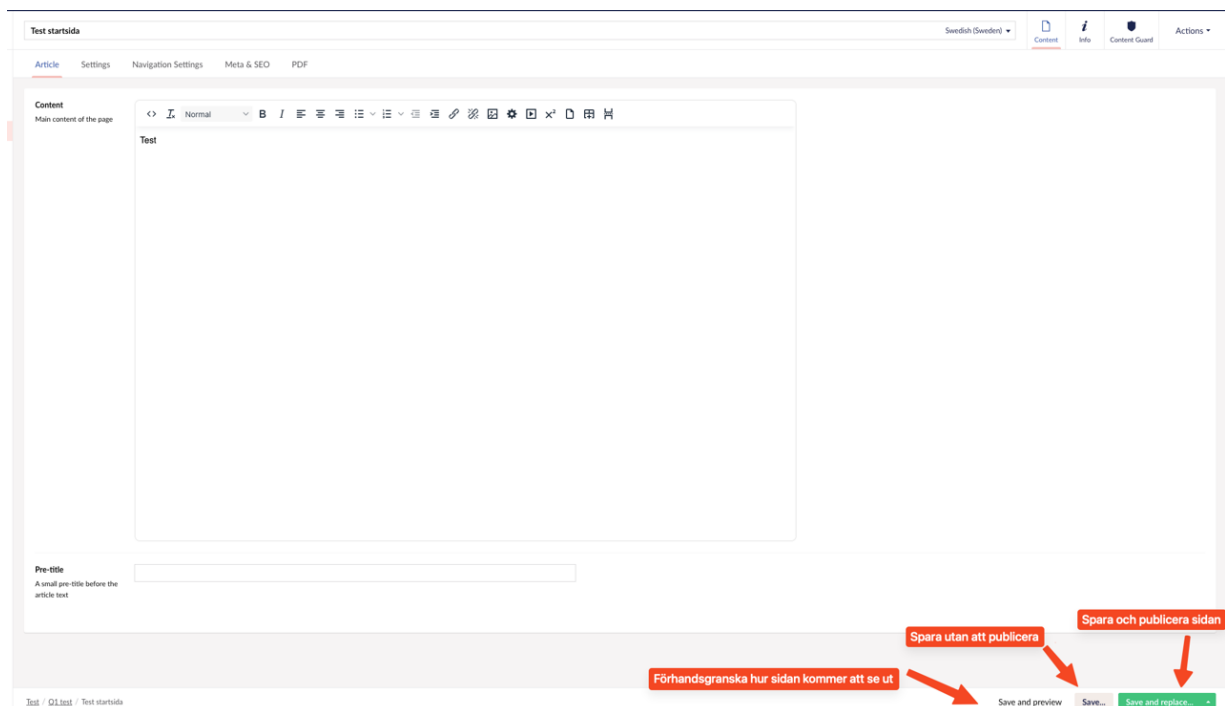 Test startsida
Swedish (Sweden)
Content
Info
Content Guard
Actions
Article
Settings
Navigation Settings
Meta & SEO
PDF
Content
Main content of the page
Normal
Test
Pre-title
A small pre-title before the
article text
Spara och publicera sidan
Spara utan att publicera
Förhandsgranska hur sidan kommer att se ut
Test / Q1 test / Test startsida
Save and preview
Save...
Save and replace...